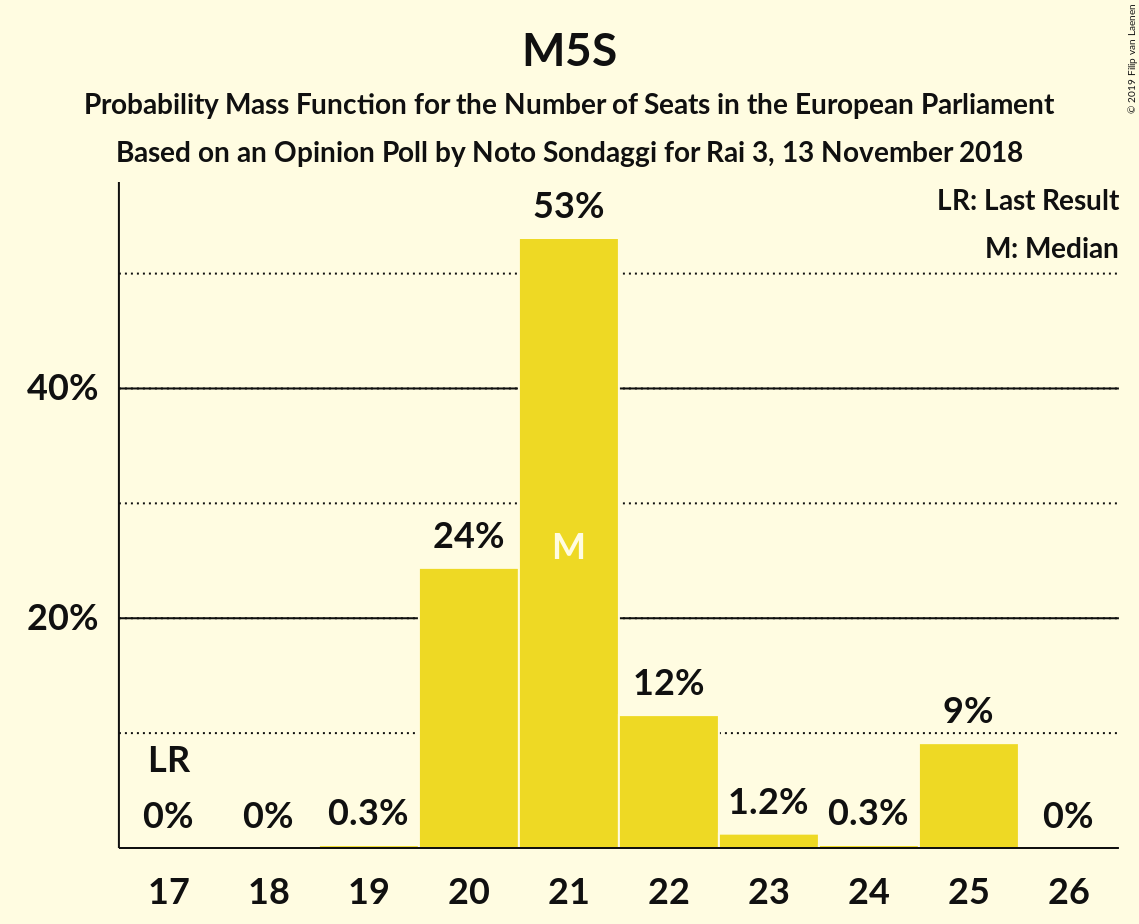 M5S
Probability Mass Function for the Number of Seats in the European Parliament
Based on an Opinion Poll by Noto Sondaggi for Rai 3, 13 November 2018
© 2019 Filip van Laenen
LR: Last Result
M: Median
53%
40%
24%
M
20%
12%
9%
LR
0%
0%
0.3%
1.2%
0.3%
0%
17 18 19 20 21 22 23 24 25 26